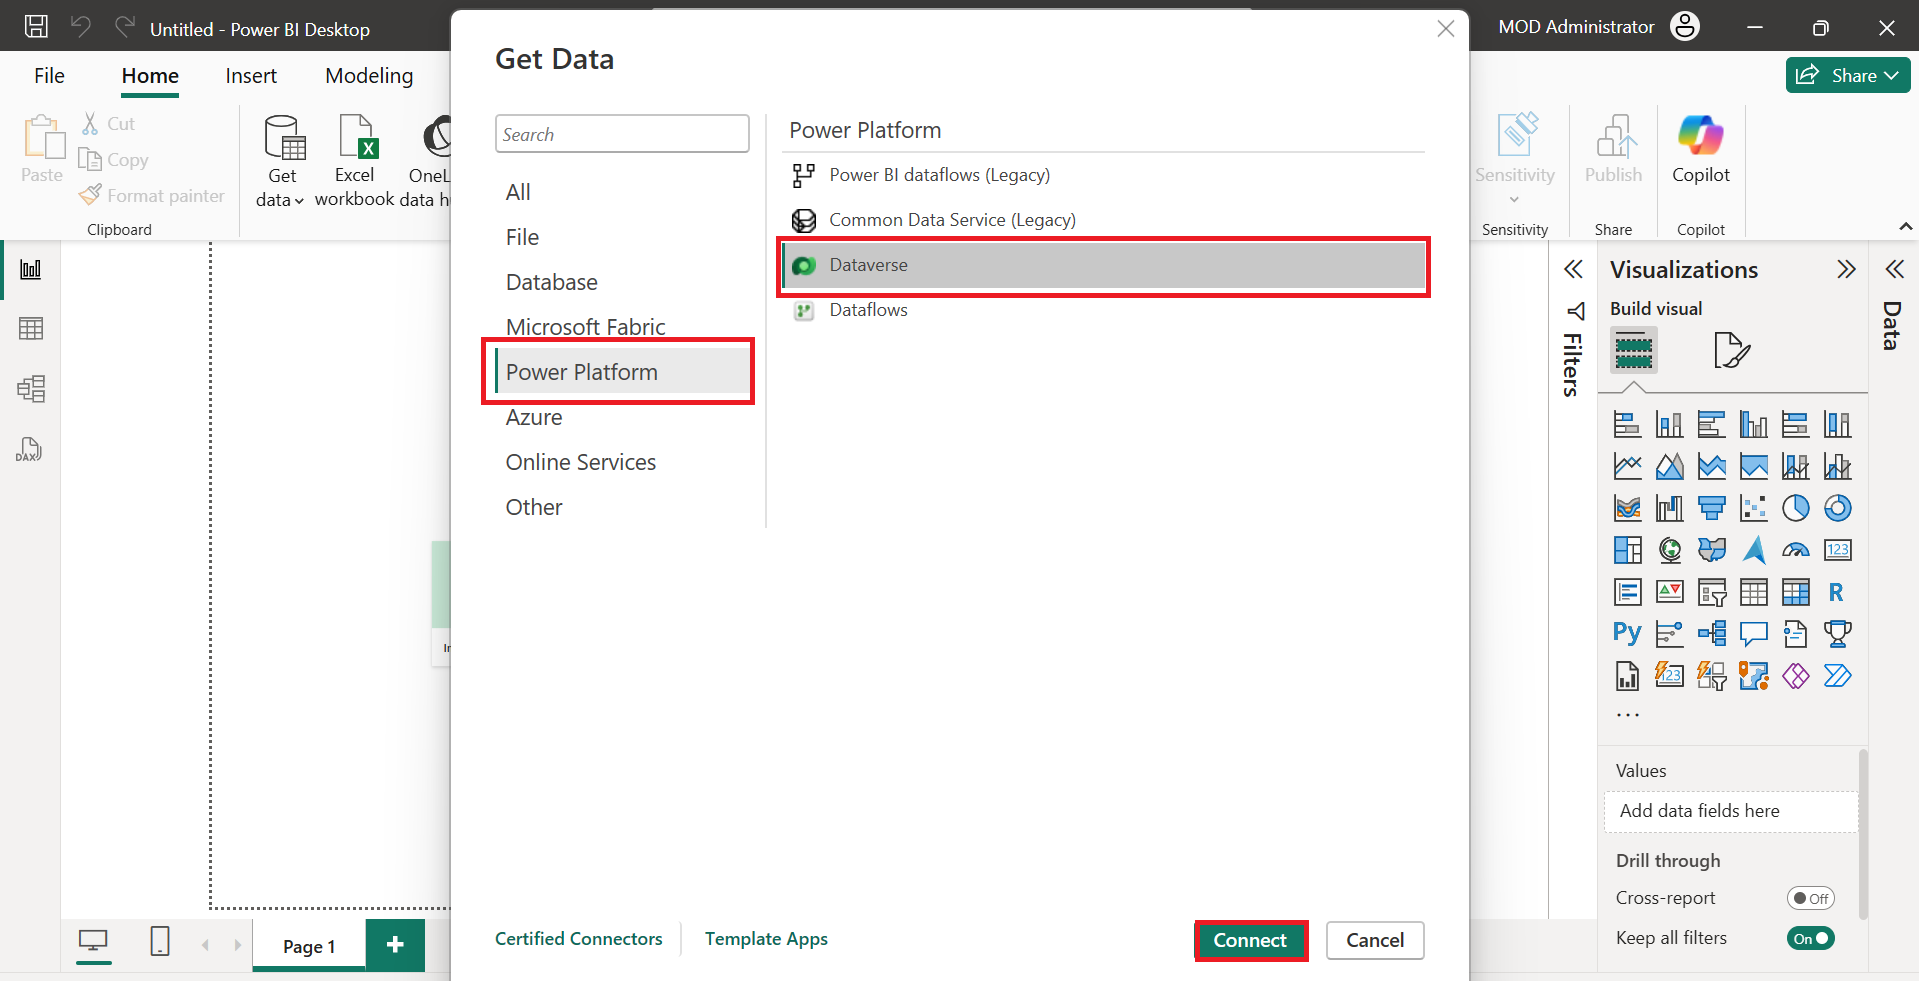 Untitled - Power BI Desktop
MOD Administrator
File
Home
Insert
Modeling
Share
Paste
Cut
Copy
Format painter
Clipboard
Get data
Excel workbook
OneL
data h
Sensitivity
Sensitivity
Publish
Share
Copilot
Copilot
Get Data
Search
All
File
Database
Microsoft Fabric
Power Platform
Azure
Online Services
Other
Power Platform
Power BI dataflows (Legacy)
Common Data Service (Legacy)
Dataverse
Dataflows
Certified Connectors
Template Apps
Connect
Cancel
DAX
In
Page 1
+
Filters
Visualizations
Build visual
123
R
Py
123
...
Values
Add data fields here
Drill through
Cross-report
Off
Keep all filters
On
Data